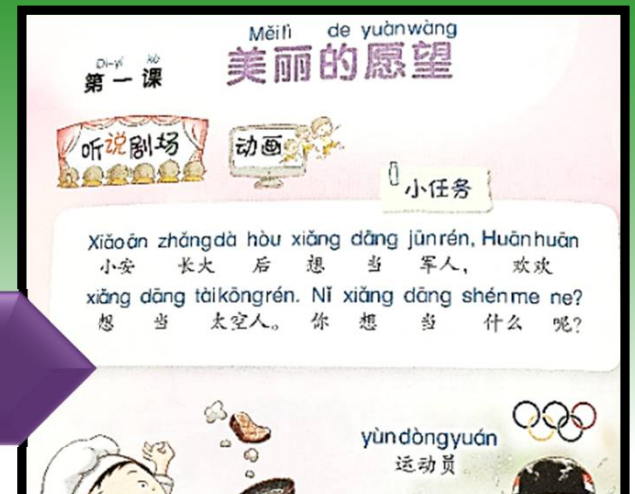 Měilì de yuànwàng
Dì-yī kè
第一课 美丽的愿望
听说剧场 动画
小任务
Xiǎoān zhǎngdà hòu xiǎng dāng jūnrén, Huānhuān
小安 长大 后 想 当 军人， 欢欢
xiǎng dāng tàikōngrén. Nǐ xiǎng dāng shénme ne?
想 当 太空人。 你 想 当 什么 呢？
yùndòngyuán
运动员